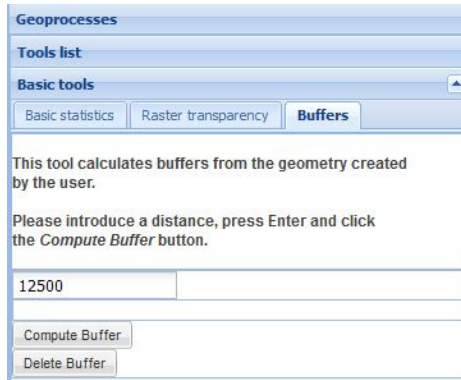 Geoprocesses
Tools list
Basic tools
Basic statistics Raster transparency Buffers
This tool calculates buffers from the geometry created
by the user.
Please introduce a distance, press Enter and click
the Compute Buffer button.
12500
Compute Buffer
Delete Buffer